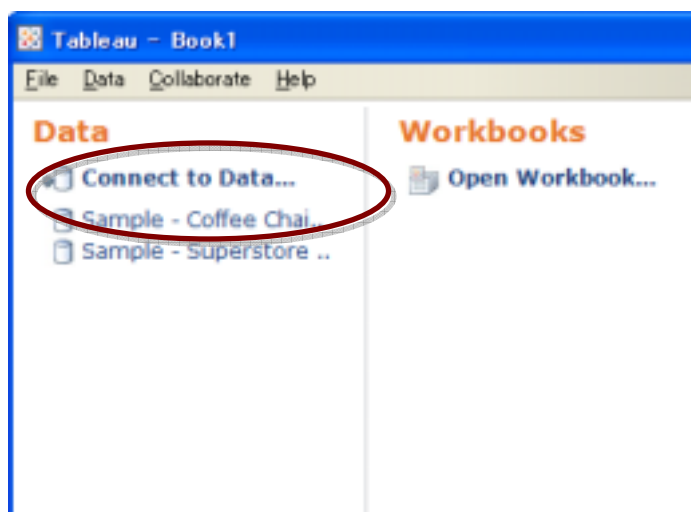 Tableau - Book1
File Data Collaborate Help
Data
Connect to Data...
Sample - Coffee Chai..
Sample - Superstore ..
Workbooks
Open Workbook...